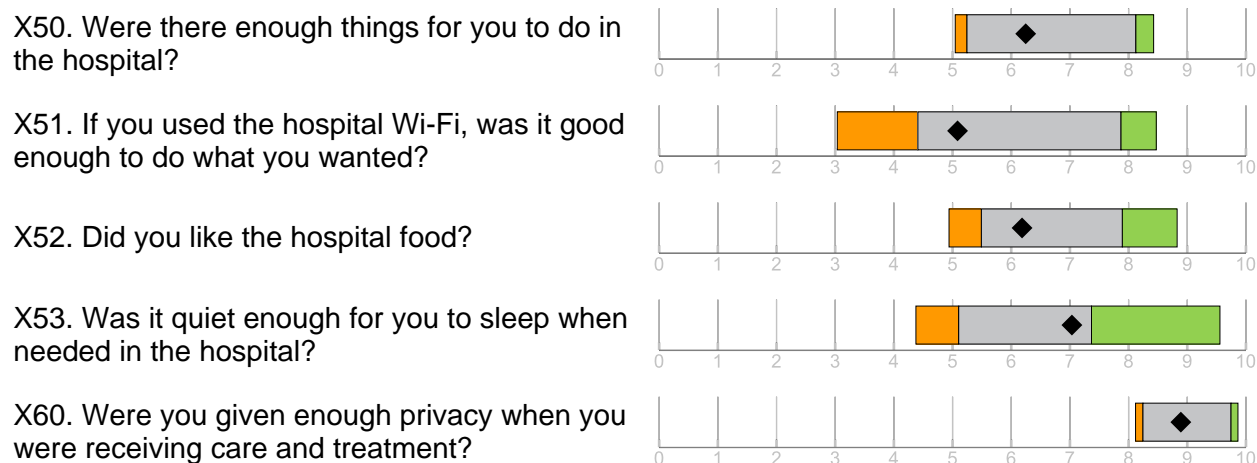 X50. Were there enough things for you to do in
the hospital?
0 1 2 3 4 5 6 7 8 9 10
X51. If you used the hospital Wi-Fi, was it good
enough to do what you wanted?
0 1 2 3 4 5 6 7 8 9 10
X52. Did you like the hospital food?
0 1 2 3 4 5 6 7 8 9 10
X53. Was it quiet enough for you to sleep when
needed in the hospital?
0 1 2 3 4 5 6 7 8 9 10
X60. Were you given enough privacy when you
were receiving care and treatment?
0 1 2 3 4 5 6 7 8 9 10